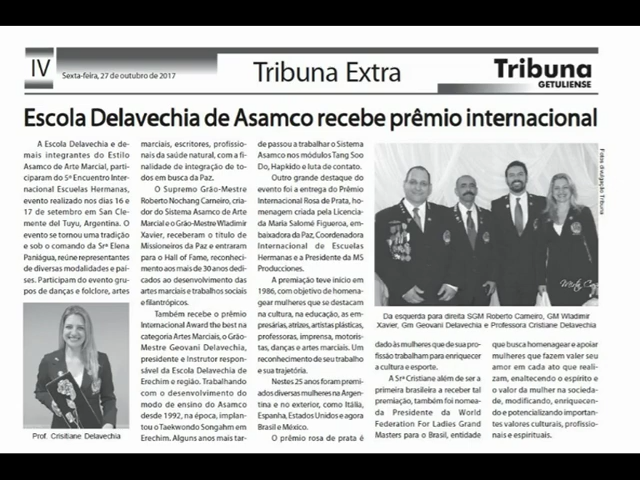 IV
Sexta-feira, 27 de outubro de 2017
Tribuna Extra
Tribuna
GETULIENSE
Escola Delavechia de Asamco recebe prêmio internacional
A Escola Delavechia e de-
mais integrantes do Estilo
Asamco de Arte Marcial, par-
ticiparam do 5º Encuentro Inter-
nacional Escuelas Hermanas,
evento realizado nos dias 16 e
17 de setembro em San Cle-
mente del Tuyu, Argentina. O
evento se tornou uma tradição e
sob o comando da Srª Elena
Paniágua, reúne representantes
de diversas modalidades e paí-
ses. Participam do evento gru-
pos de danças e folclore, artes
Prof. Cristiane Delavechia
marciais, escritores, profissio-
nais da saúde natural, com a fi-
nalidade de integração de to-
dos em busca da Paz.
O Supremo Grão-Mestre
Roberto Nochang Carneiro, cria-
dor do Sistema Asamco de Arte
Marcial e o Grão-Mestre Wladimir
Xavier, receberam o título de
Missioneiros da Paz e entraram
para o Hall of Fame, reconheci-
mento aos mais de 30 anos dedi-
cados ao desenvolvimento das
artes marciais e trabalhos sociais
e filantrópicos.
Também recebe o prêmio
Internacional Award the best na
categoria Artes Marciais, o Grão-
Mestre Geovani Delavechia,
presidente e Instrutor responsá-
vel da Escola Delavechia de
Erechim e região. Trabalhando
com o desenvolvimento do
modo de ensino do Asamco
desde 1992, na época, implan-
tou o Taekwondo Songahm em
Erechim. Alguns anos mais tar-
de passou a trabalhar o Sistema
Asamco nos módulos Tang Soo
Do, Hapkido e luta de contato.
Outro grande destaque do
evento foi a entrega do Prêmio
Internacional Rosa de Prata, ho-
menagem criada pela Licencia-
da Maria Salomé Figueroa, em-
baixadora da Paz, Coordenadora
Internacional de Escuelas
Hermanas e a Presidente da MS
Producciones.
A premiação teve início em
1986, com objetivo de homena-
gear mulheres que se destacam
na cultura, na educação, as em-
presárias, atrizes, artistas plásticas,
professoras, imprensa, motoris-
tas, danças e artes marciais. Um
reconhecimento de seu trabalho
e sua trajetória.
Nestes 25 anos foram premia-
dos diversas mulheres na Argenti-
na e no exterior, como Itália,
Espanha, Estados Unidos e agora
Brasil e México.
O prêmio rosa de prata é
Fotos divulgação Tribuna
Da esquerda para direita SGM Roberto Carneiro, GM Wladimir
Xavier, Gm Geovani Delavechia e Professora Cristiane Delavechia
dado às mulheres que de sua pro-
fissão trabalham para enriquecer
a cultura e esporte.
A Srª Cristiane além de ser a
primeira brasileira a receber tal
premiação, também foi nomea-
da Presidente da World
Federation For Ladies Grand
Masters para o Brasil, entidade
que busca homenagear e apoiar
mulheres que fazem valer seu
amor em cada ato que reali-
zam, enaltecendo o espírito e
o valor da mulher na socieda-
de, modificando, enriquecen-
do e potencializando importan-
tes valores culturais, profissio-
nais e espirituais.